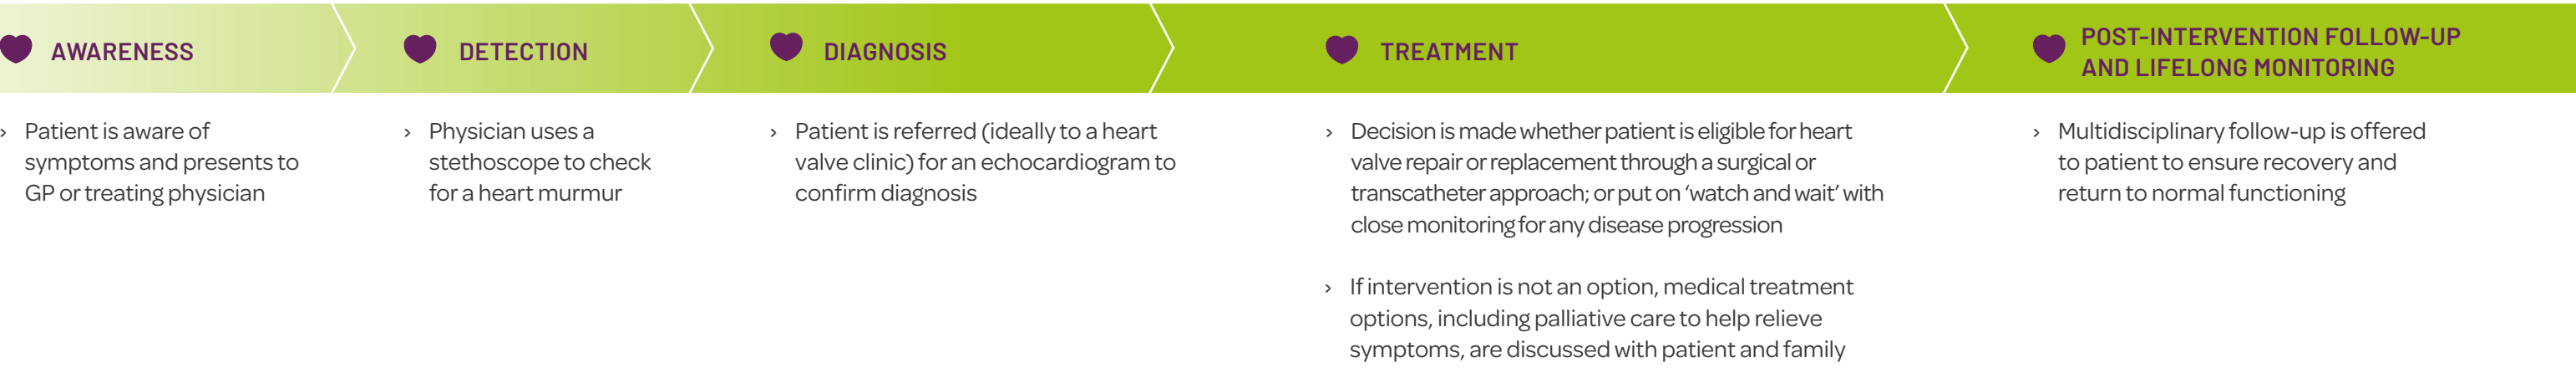 AWARENESS
› Patient is aware of
symptoms and presents to
GP or treating physician
DETECTION
› Physician uses a
stethoscope to check
for a heart murmur
DIAGNOSIS
› Patient is referred (ideally to a heart
valve clinic) for an echocardiogram to
confirm diagnosis
TREATMENT
› Decision is made whether patient is eligible for heart
valve repair or replacement through a surgical or
transcatheter approach; or put on ‘watch and wait’ with
close monitoring for any disease progression
› If intervention is not an option, medical treatment
options, including palliative care to help relieve
symptoms, are discussed with patient and family
POST-INTERVENTION FOLLOW-UP
AND LIFELONG MONITORING
› Multidisciplinary follow-up is offered
to patient to ensure recovery and
return to normal functioning